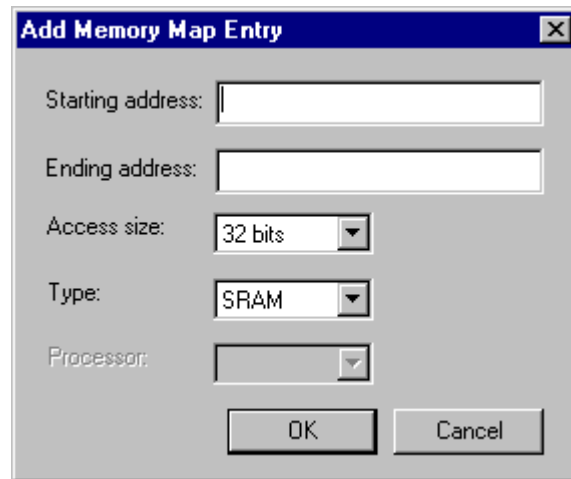 Add Memory Map Entry
Starting address:
Ending address:
Access size: 32 bits
Type: SRAM
Processor:
OK Cancel